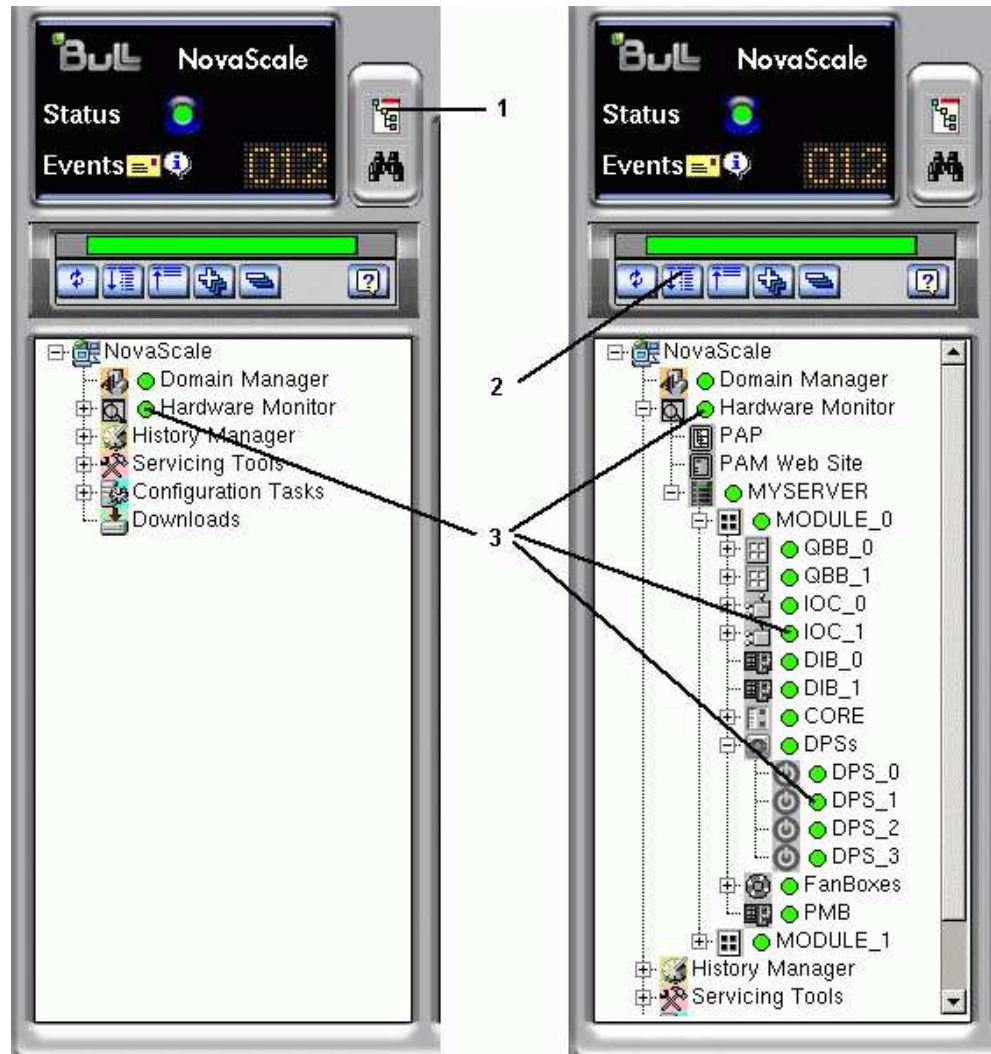 Bull NovaScale
Status
Events 012
NovaScale
Domain Manager
Hardware Monitor
History Manager
Servicing Tools
Configuration Tasks
Downloads
1
2
3
Bull NovaScale
Status
Events 012
NovaScale
Domain Manager
Hardware Monitor
PAP
PAM Web Site
MYSERVER
MODULE_0
QBB_0
QBB_1
IOC_0
IOC_1
DIB_0
DIB_1
CORE
DPSs
DPS_0
DPS_1
DPS_2
DPS_3
FanBoxes
PMB
MODULE_1
History Manager
Servicing Tools